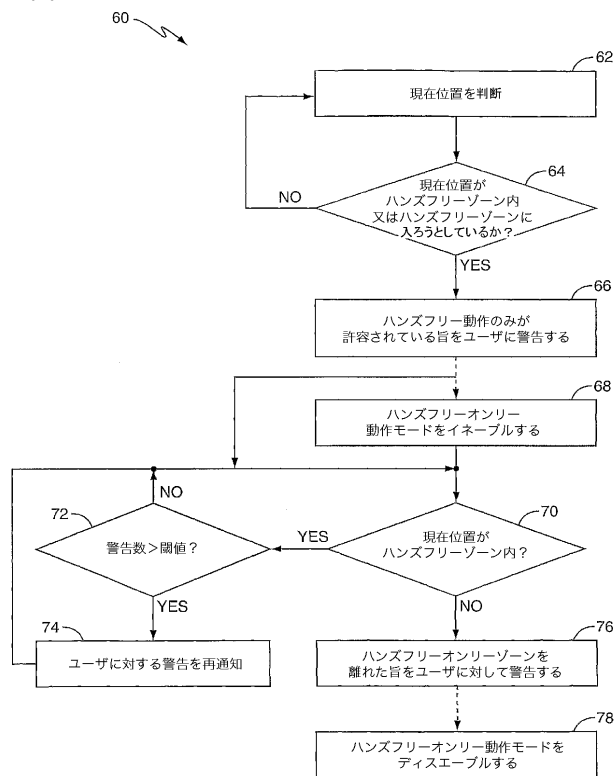 60
62
現在位置を判断
64
現在位置が
ハンズフリーゾーン内
又はハンズフリーゾーンに
入ろうとしているか？
NO
YES
66
ハンズフリー動作のみが
許容されている旨をユーザに警告する
68
ハンズフリーオンリー
動作モードをイネーブルする
NO
72
警告数＞閾値？
YES
70
現在位置が
ハンズフリーゾーン内？
YES
NO
74
ユーザに対する警告を再通知
76
ハンズフリーオンリーゾーンを
離れた旨をユーザに対して警告する
78
ハンズフリーオンリー動作モードを
ディスエーブルする